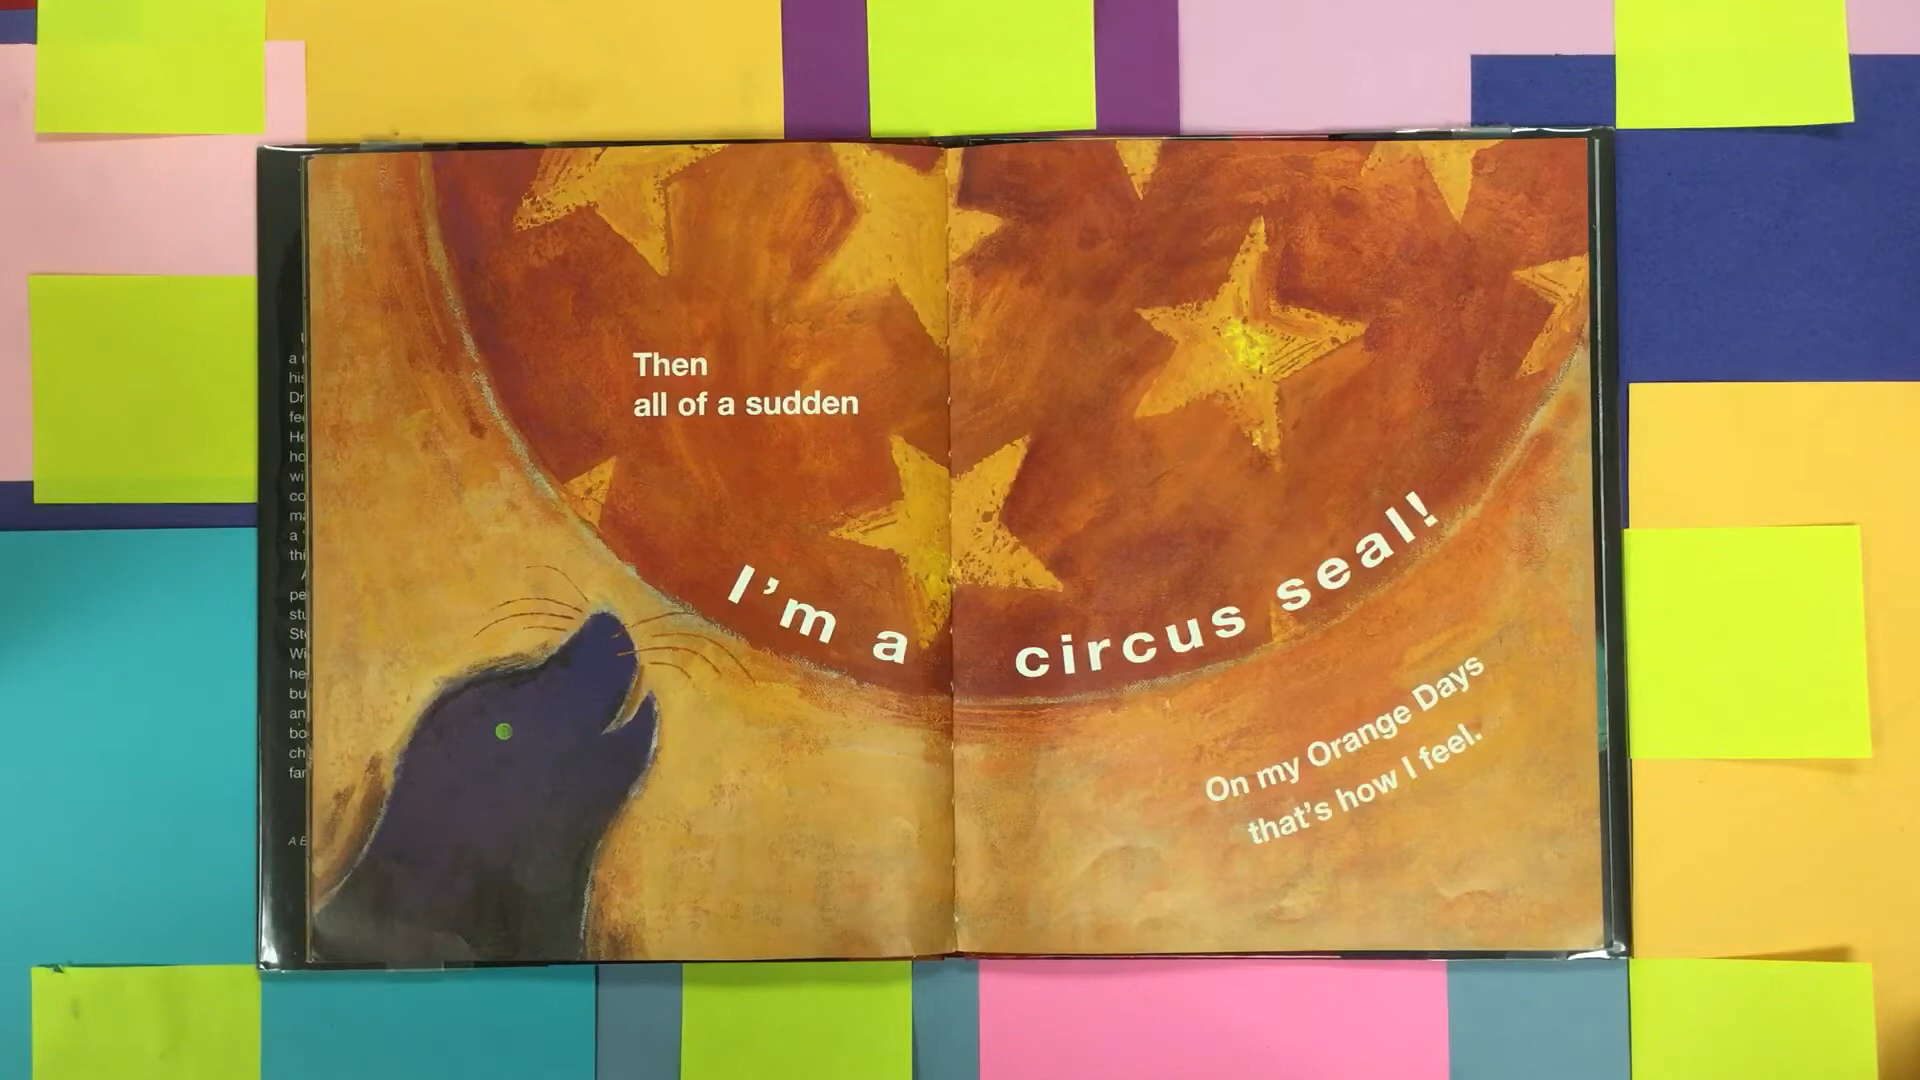 Then
all of a sudden
I'm a circus seal!
On my Orange Days
that's how I feel.